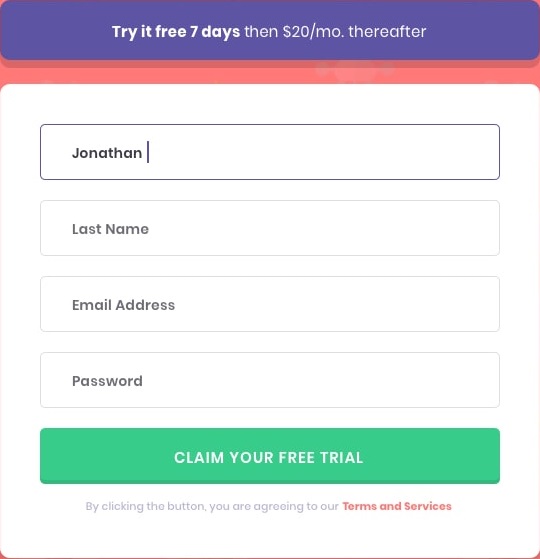 Try it free 7 days then $20/mo. thereafter
Jonathan
Last Name
Email Address
Password
CLAIM YOUR FREE TRIAL
By clicking the button, you are agreeing to our Terms and Services